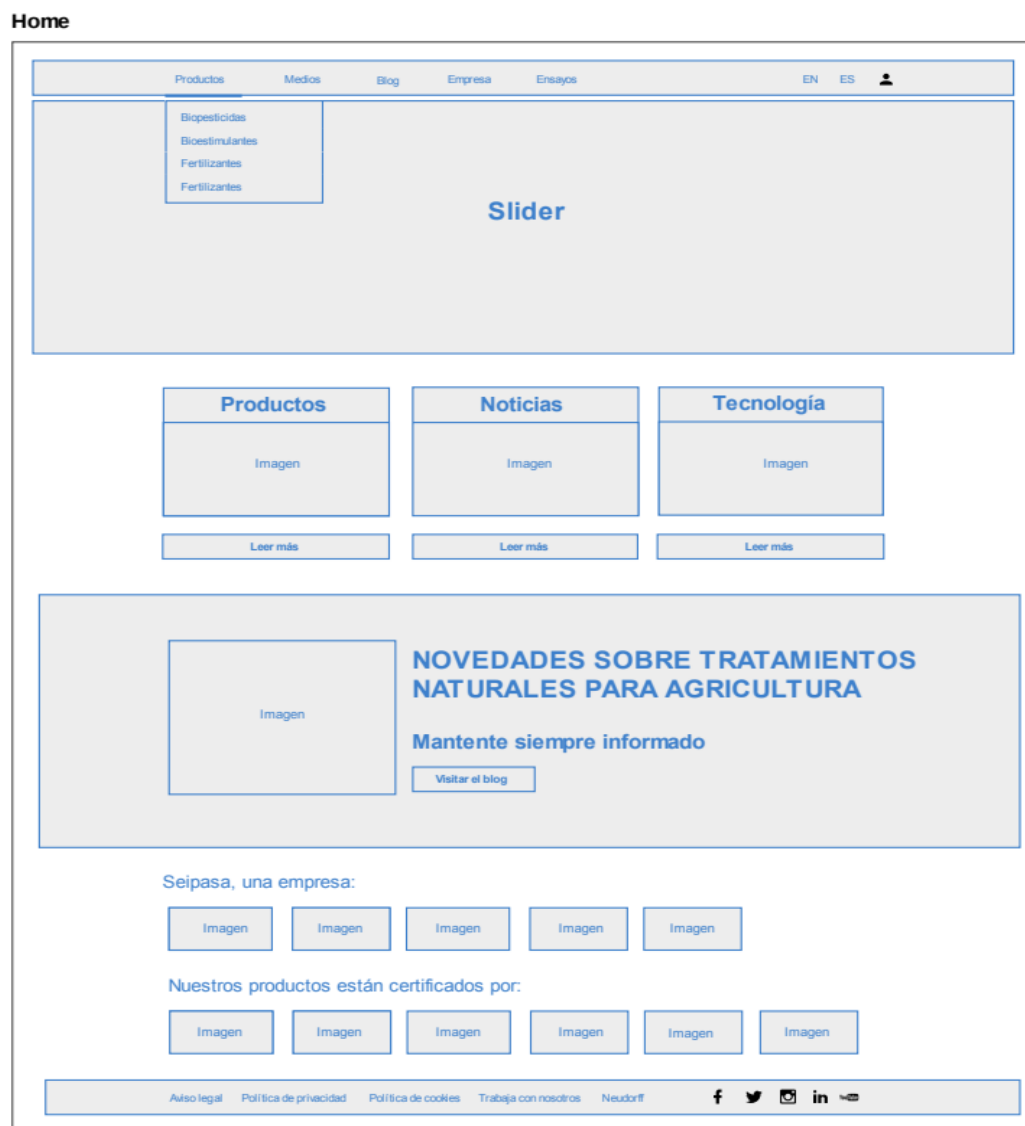 Home
Productos Medios Blog Empresa Ensayos EN ES
Biopesticidas
Bioestimulantes
Fertilizantes
Fertilizantes
Slider
Productos Noticias Tecnología
Imagen Imagen Imagen
Leer más Leer más Leer más
NOVEDADES SOBRE TRATAMIENTOS
NATURALES PARA AGRICULTURA
Imagen
Mantente siempre informado
Visitar el blog
Seipasa, una empresa:
Imagen Imagen Imagen Imagen Imagen
Nuestros productos están certificados por:
Imagen Imagen Imagen Imagen Imagen Imagen
Aviso legal Política de privacidad Política de cookies Trabaja con nosotros Neudorff